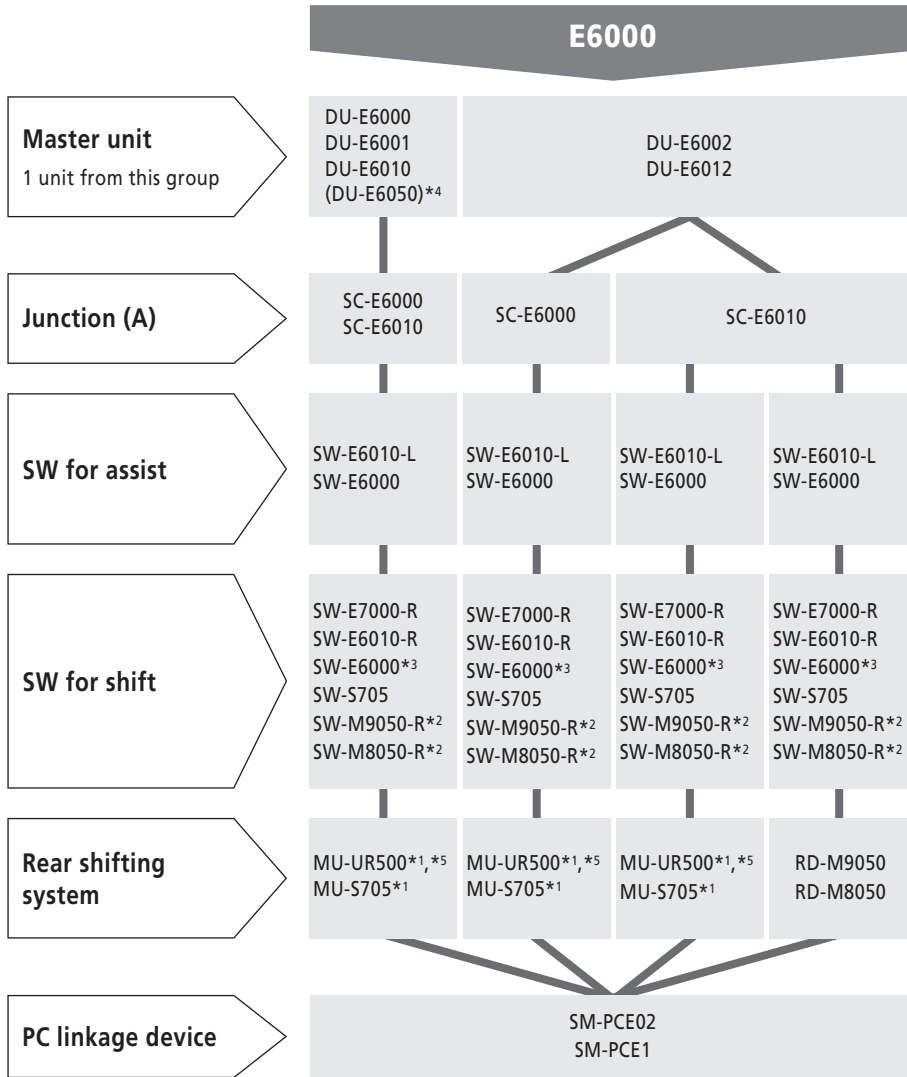 E6000
Master unit
1 unit from this group
DU-E6000
DU-E6001
DU-E6010
(DU-E6050)*4
DU-E6002
DU-E6012
Junction (A)
SC-E6000
SC-E6010
SC-E6000
SC-E6010
SW for assist
SW-E6010-L
SW-E6000
SW-E6010-L
SW-E6000
SW-E6010-L
SW-E6000
SW-E6010-L
SW-E6000
SW for shift
SW-E7000-R
SW-E6010-R
SW-E6000*3
SW-S705
SW-M9050-R*2
SW-M8050-R*2
SW-E7000-R
SW-E6010-R
SW-E6000*3
SW-S705
SW-M9050-R*2
SW-M8050-R*2
SW-E7000-R
SW-E6010-R
SW-E6000*3
SW-S705
SW-M9050-R*2
SW-M8050-R*2
SW-E7000-R
SW-E6010-R
SW-E6000*3
SW-S705
SW-M9050-R*2
SW-M8050-R*2
Rear shifting
system
MU-UR500*1,*5
MU-S705*1
MU-UR500*1,*5
MU-S705*1
MU-UR500*1,*5
MU-S705*1
RD-M9050
RD-M8050
PC linkage device
SM-PCE02
SM-PCE1